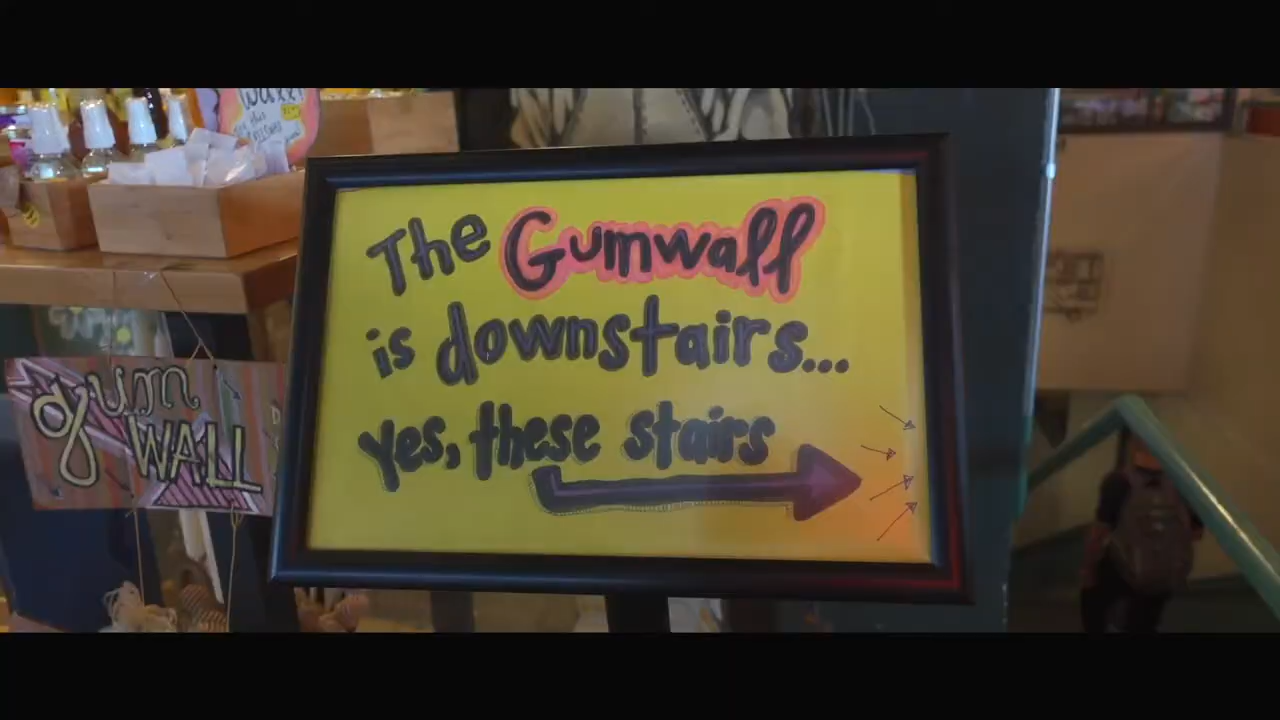 The Gumwall
is downstairs...
yes, these stairs
gum
WALL